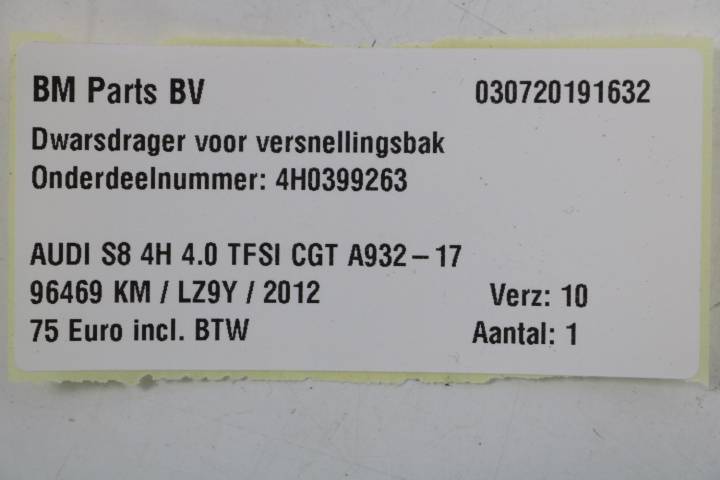 BM Parts BV 030720191632
Dwarsdrager voor versnellingsbak
Onderdeelnummer: 4H0399263
AUDI S8 4H 4.0 TFSI CGT A932-17
96469 KM / LZ9Y / 2012 Verz: 10
75 Euro incl. BTW Aantal: 1